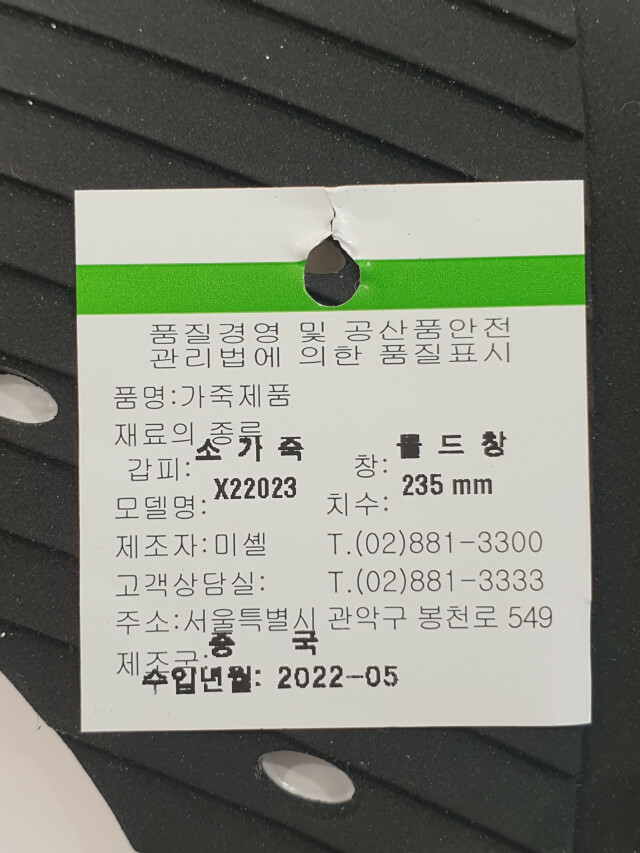 품질경영 및 공산품안전
관리법에 의한 품질표시
품명:가죽제품
재료의 종류
갑피: 소 가 죽 창: 몰 드 창
모델명: X22023 치수: 235 mm
제조자:미셸 T.(02)881-3300
고객상담실: T.(02)881-3333
주소:서울특별시 관악구 봉천로 549
제조국: 중 국
수입년월: 2022-05